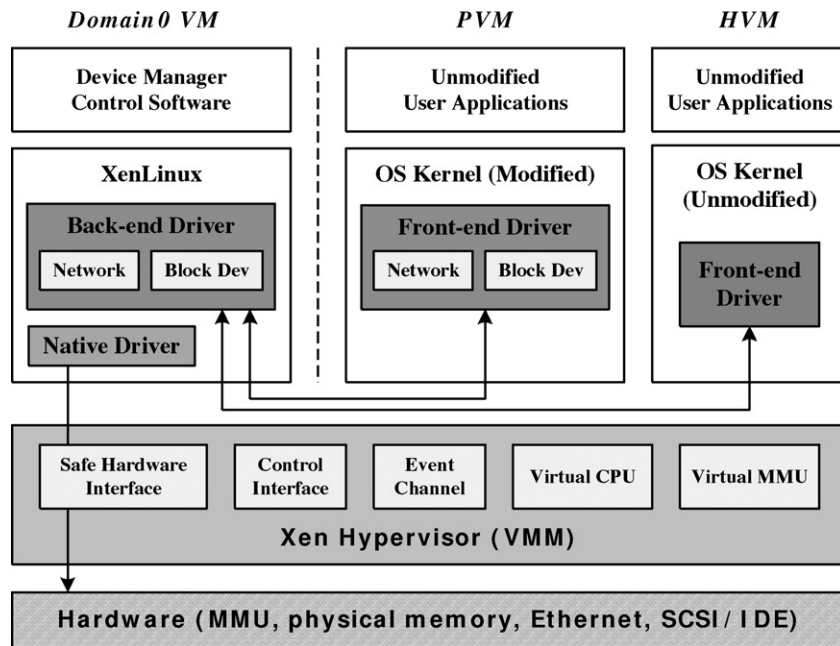 Domain0 VM
PVM
HVM
Device Manager
Control Software
Unmodified
User Applications
Unmodified
User Applications
XenLinux
Back-end Driver
Network
Block Dev
Native Driver
OS Kernel (Modified)
Front-end Driver
Network
Block Dev
OS Kernel
(Unmodified)
Front-end
Driver
Safe Hardware
Interface
Control
Interface
Event
Channel
Virtual CPU
Virtual MMU
Xen Hypervisor (VMM)
Hardware (MMU, physical memory, Ethernet, SCSI/ IDE)